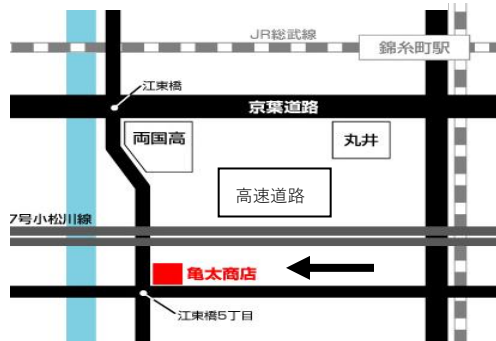 JR総武線
錦糸町駅
江東橋
京葉道路
両国高
丸井
高速道路
7号小松川線
亀太商店
江東橋5丁目